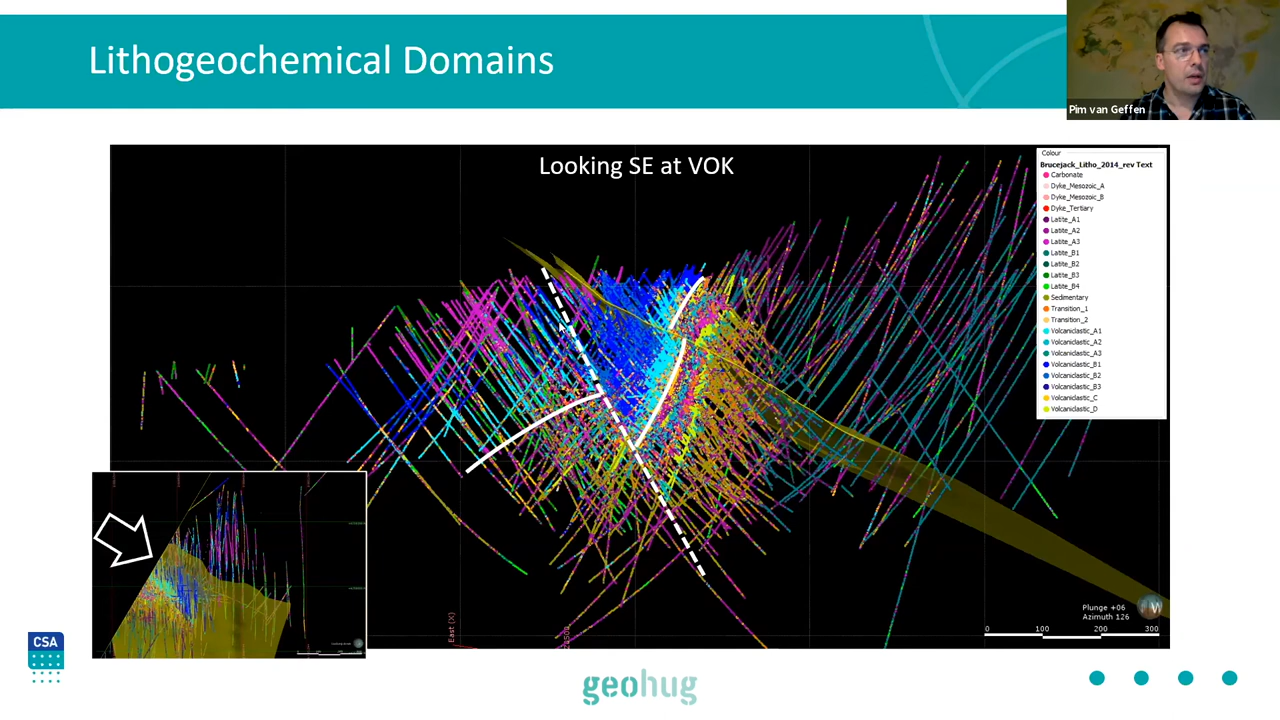 Lithogeochemical Domains
Pim van Geffen
Looking SE at VOK
Colour
Brucejack_Litho_2014_rev Text
Carbonate
Dyke_Mesozoic_A
Dyke_Mesozoic_B
Dyke_Tertiary
Latite_A1
Latite_A2
Latite_A3
Latite_B1
Latite_B2
Latite_B3
Latite_B4
Sedimentary
Transition_1
Transition_2
Volcaniclastic_A1
Volcaniclastic_A2
Volcaniclastic_A3
Volcaniclastic_B1
Volcaniclastic_B2
Volcaniclastic_B3
Volcaniclastic_C
Volcaniclastic_D
East (X)
W
Plunge +06
Azimuth 126
0 100 200 300
CSA
geohug